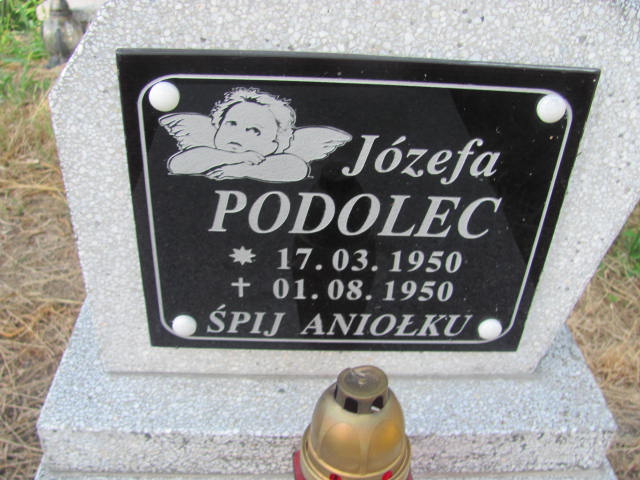 Józefa
PODOLEC
* 17.03.1950
† 01.08.1950
ŚPIJ ANIOŁKU